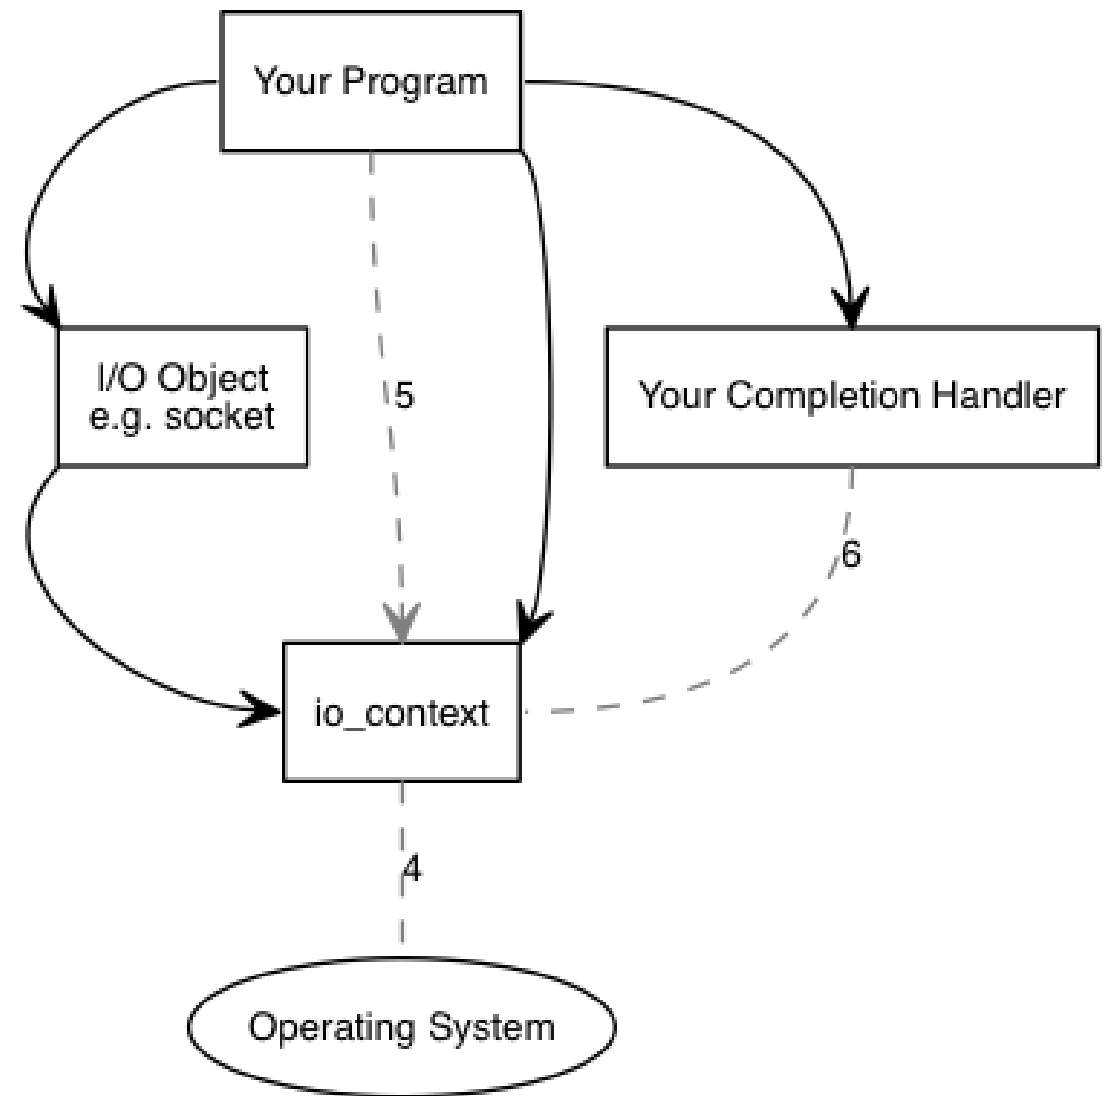 Your Program
I/O Object
e.g. socket
5
Your Completion Handler
6
io_context
4
Operating System